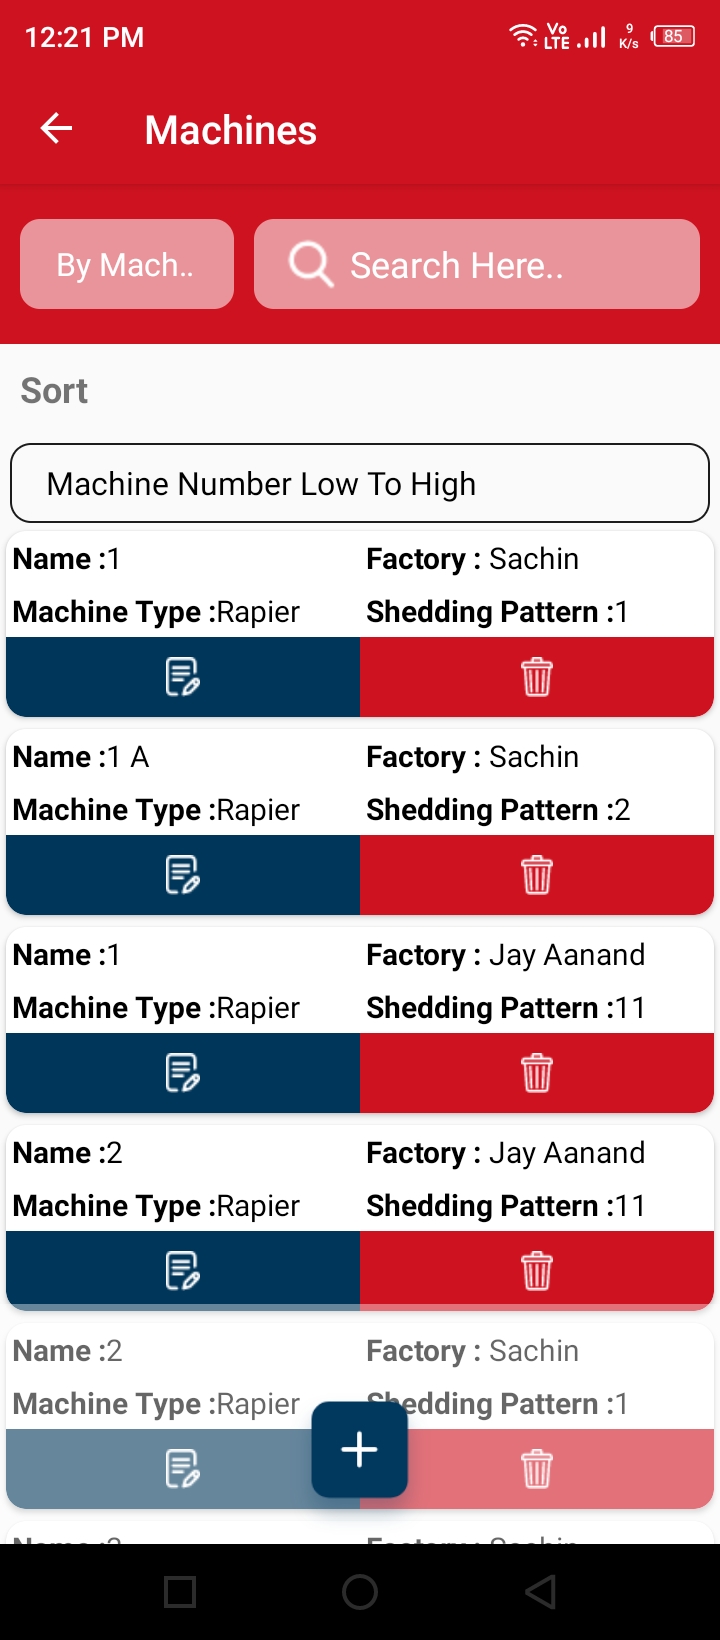 12:21 PM Vo LTE 9 K/s 85
Machines
By Mach.. Search Here..
Sort
Machine Number Low To High
Name :1 Factory : Sachin
Machine Type :Rapier Shedding Pattern :1
Name :1 A Factory : Sachin
Machine Type :Rapier Shedding Pattern :2
Name :1 Factory : Jay Aanand
Machine Type :Rapier Shedding Pattern :11
Name :2 Factory : Jay Aanand
Machine Type :Rapier Shedding Pattern :11
Name :2 Factory : Sachin
Machine Type :Rapier Shedding Pattern :1
Name : Factory : Sachin